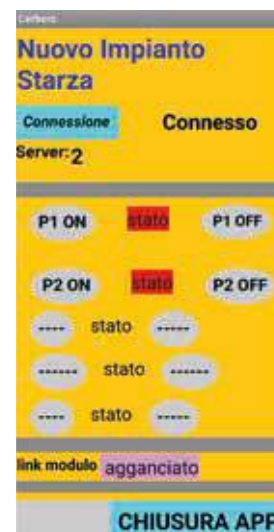 Cerbero
Nuovo Impianto
Starza
Connessione Connesso
Server: 2
P1 ON stato P1 OFF
P2 ON stato P2 OFF
---- stato -----
------ stato ------
---- stato -----
link modulo agganciato
CHIUSURA APP